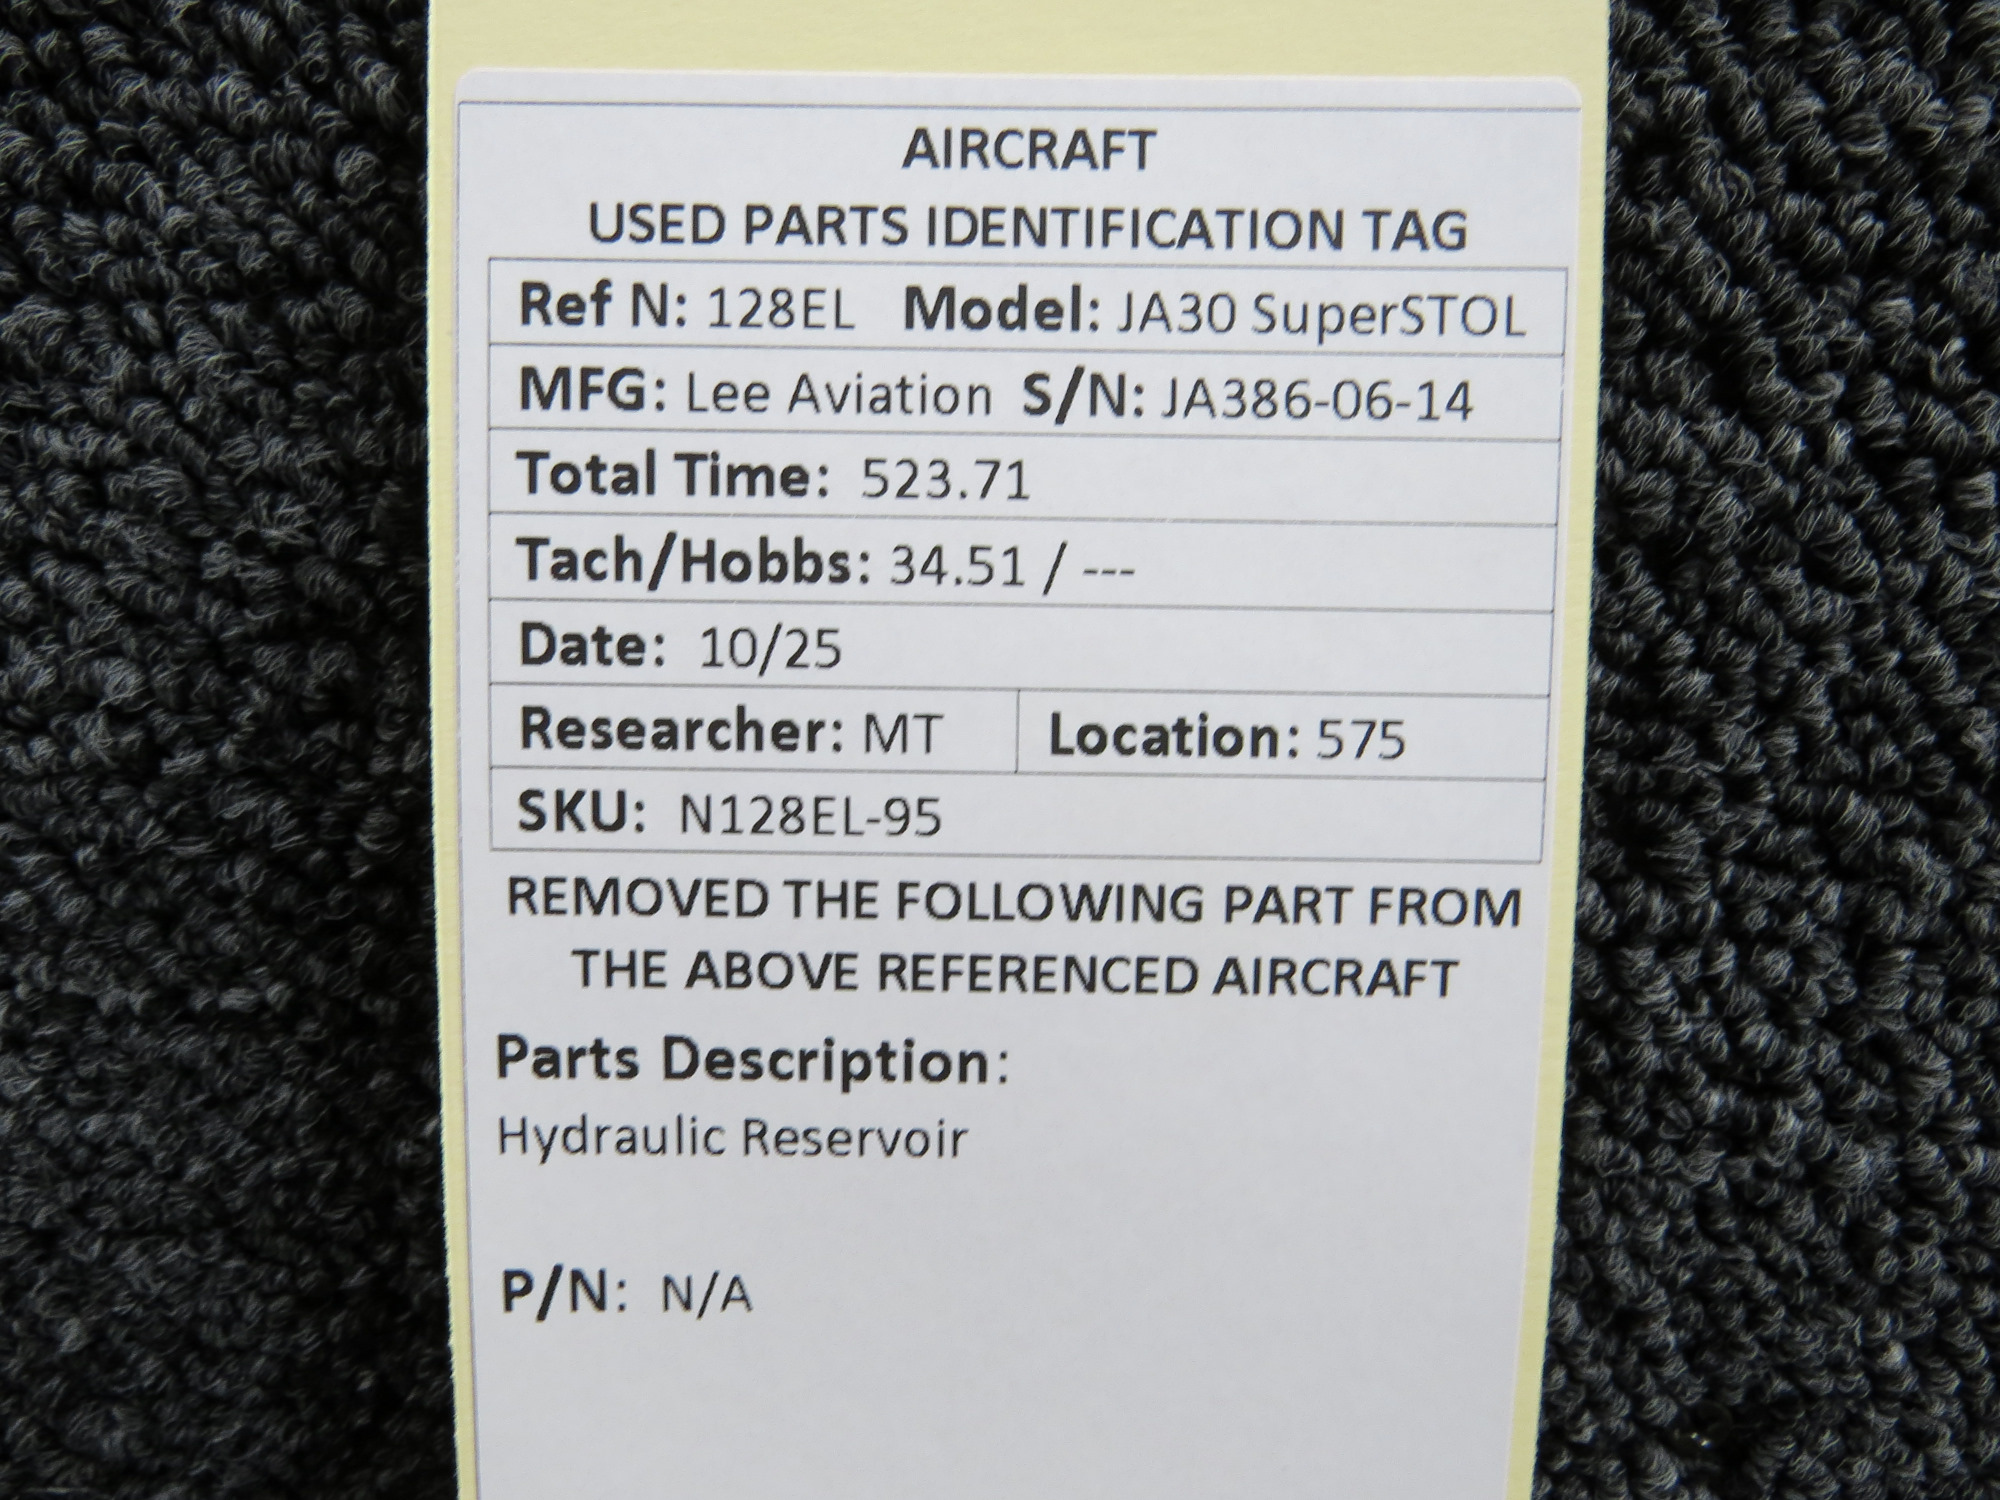 AIRCRAFT
USED PARTS IDENTIFICATION TAG
Ref N: 128EL Model: JA30 SuperSTOL
MFG: Lee Aviation S/N: JA386-06-14
Total Time: 523.71
Tach/Hobbs: 34.51 / ---
Date: 10/25
Researcher: MT Location: 575
SKU: N128EL-95
REMOVED THE FOLLOWING PART FROM
THE ABOVE REFERENCED AIRCRAFT
Parts Description:
Hydraulic Reservoir
P/N: N/A